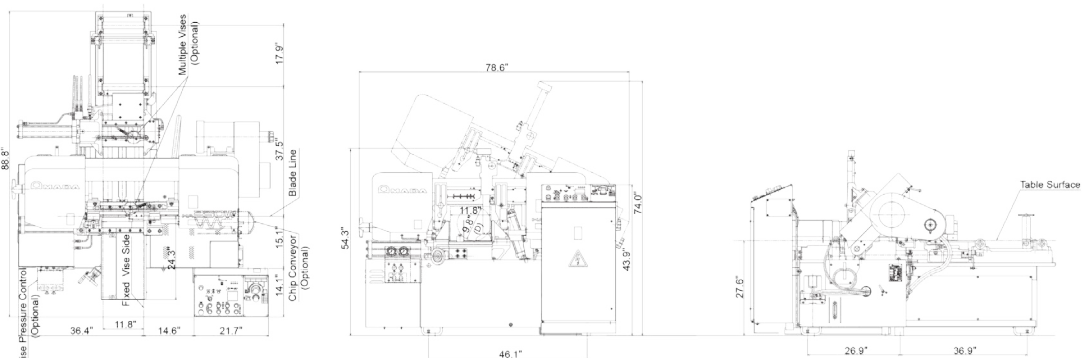 Multiple Vises
(Optional)
17.9"
37.5"
88.8"
Blade Line
15.1"
24.3"
Fixed Vise Side
Chip Conveyor
(Optional)
14.1"
ise Pressure Control
(Optional)
11.8"
36.4"
14.6"
21.7"
78.6"
74.0"
11.8"
9.8"
(D)
54.3"
43.9"
46.1"
Table Surface
27.6"
26.9"
36.9"